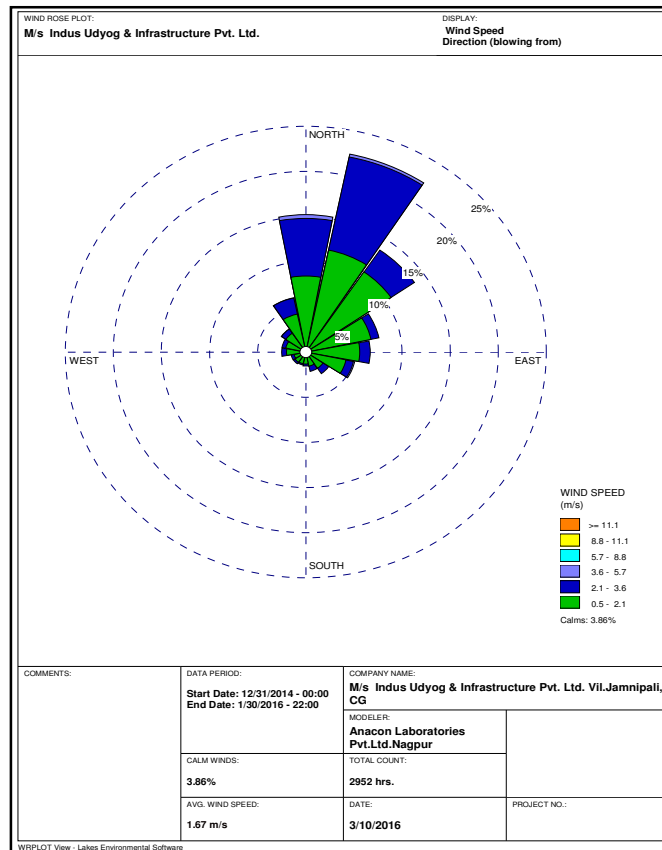 WIND ROSE PLOT:
M/s Indus Udyog & Infrastructure Pvt. Ltd.
DISPLAY:
Wind Speed
Direction (blowing from)
NORTH
25%
20%
15%
10%
5%
WEST
EAST
SOUTH
WIND SPEED
(m/s)
>= 11.1
8.8 - 11.1
5.7 - 8.8
3.6 - 5.7
2.1 - 3.6
0.5 - 2.1
Calms: 3.86%
COMMENTS:
DATA PERIOD:
Start Date: 12/31/2014 - 00:00
End Date: 1/30/2016 - 22:00
COMPANY NAME:
M/s Indus Udyog & Infrastructure Pvt. Ltd. Vil.Jamnipali,
CG
MODELER:
Anacon Laboratories
Pvt.Ltd.Nagpur
CALM WINDS:
3.86%
TOTAL COUNT:
2952 hrs.
AVG. WIND SPEED:
1.67 m/s
DATE:
3/10/2016
PROJECT NO.:
WRPLOT View - Lakes Environmental Software